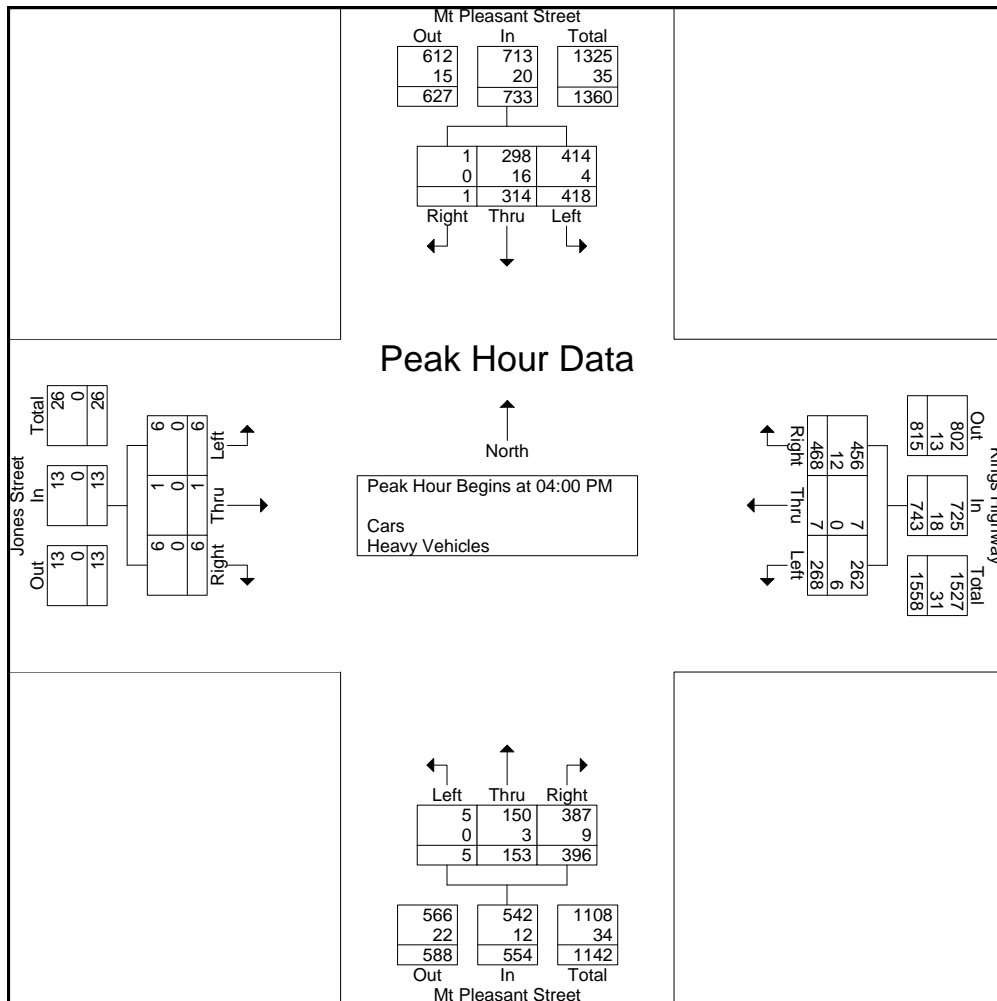 Mt Pleasant Street
Out In Total
612 713 1325
15 20 35
627 733 1360
1 298 414
0 16 4
1 314 418
Right Thru Left
Peak Hour Data
North
Peak Hour Begins at 04:00 PM
Cars
Heavy Vehicles
Jones Street
Out In Total
13 13 26
0 0 0
13 13 26
Right Thru Left
6 1 6
0 0 0
6 1 6
Kings Highway
Out In Total
802 725 1527
13 18 31
815 743 1558
456 7 262
12 0 6
468 7 268
Right Thru Left
Left Thru Right
5 150 387
0 3 9
5 153 396
566 542 1108
22 12 34
588 554 1142
Out In Total
Mt Pleasant Street